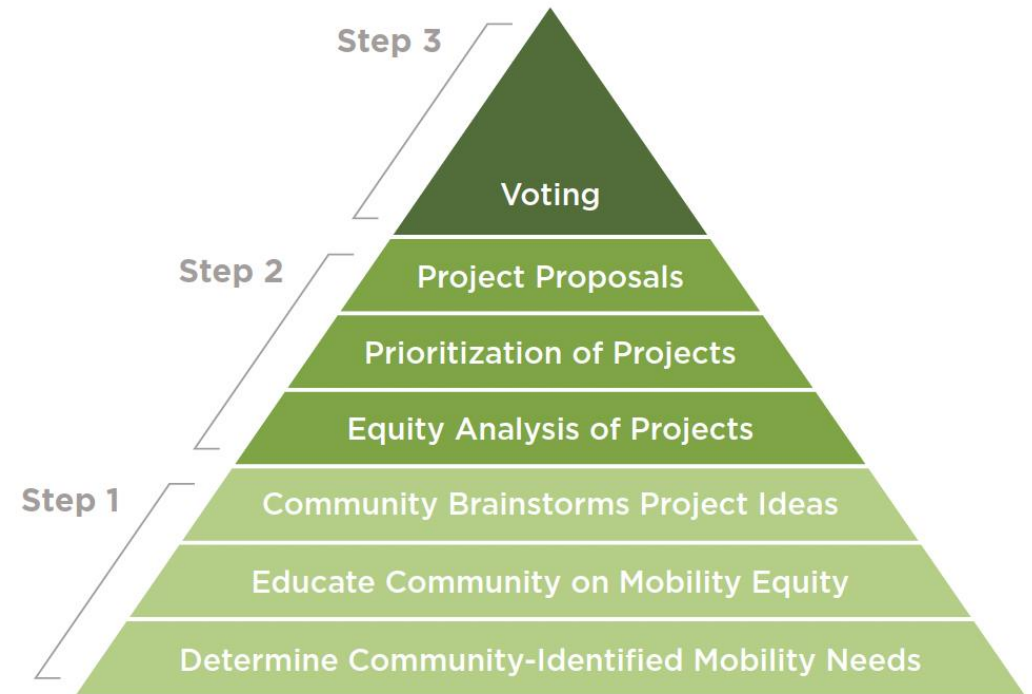 Step 3
Voting
Step 2
Project Proposals
Prioritization of Projects
Equity Analysis of Projects
Step 1
Community Brainstorms Project Ideas
Educate Community on Mobility Equity
Determine Community-Identified Mobility Needs